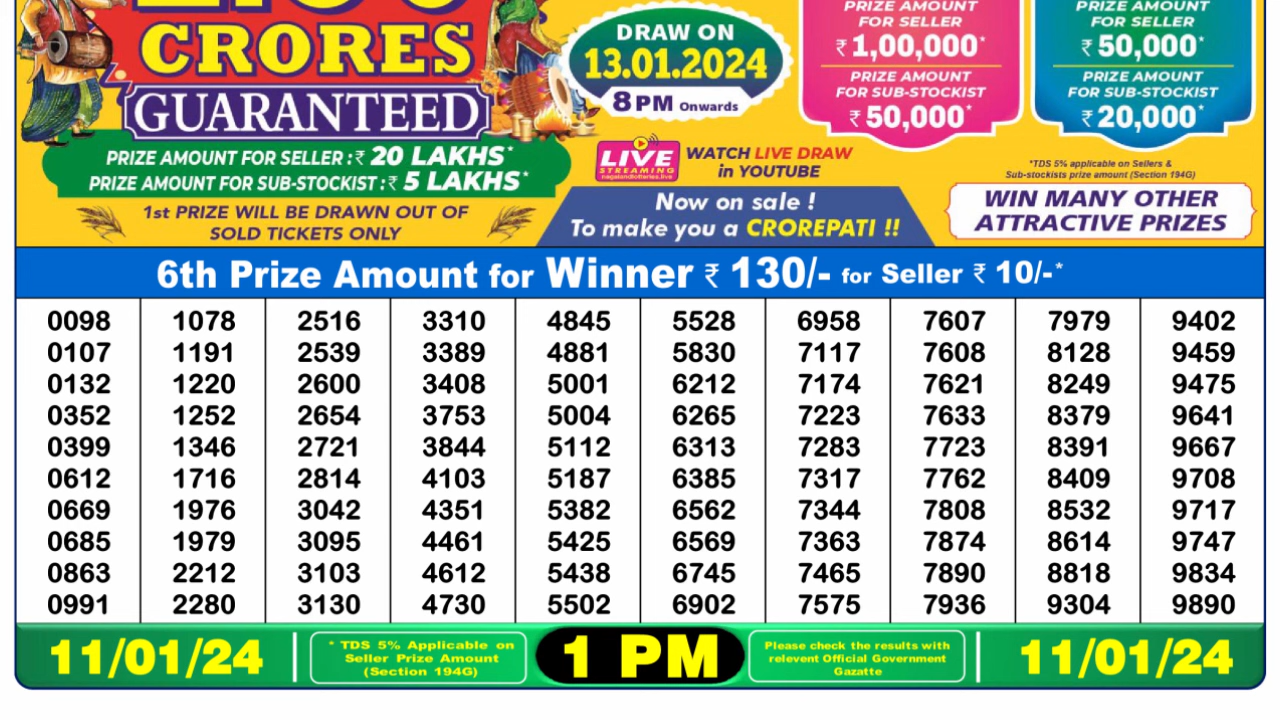 CRORES
GUARANTEED
PRIZE AMOUNT FOR SELLER : ₹ 20 LAKHS*
PRIZE AMOUNT FOR SUB-STOCKIST : ₹ 5 LAKHS*
1st PRIZE WILL BE DRAWN OUT OF
SOLD TICKETS ONLY
DRAW ON
13.01.2024
8PM Onwards
LIVE
STREAMING
nagalandlotteries.live
WATCH LIVE DRAW
in YOUTUBE
Now on sale !
To make you a CROREPATI !!
PRIZE AMOUNT
FOR SELLER
₹ 1,00,000*
PRIZE AMOUNT
FOR SUB-STOCKIST
₹ 50,000*
PRIZE AMOUNT
FOR SELLER
₹ 50,000*
PRIZE AMOUNT
FOR SUB-STOCKIST
₹ 20,000*
*TDS 5% applicable on Sellers &
Sub-stockists prize amount (Section 194G)
WIN MANY OTHER
ATTRACTIVE PRIZES
6th Prize Amount for Winner ₹ 130/- for Seller ₹ 10/-*
0098 1078 2516 3310 4845 5528 6958 7607 7979 9402
0107 1191 2539 3389 4881 5830 7117 7608 8128 9459
0132 1220 2600 3408 5001 6212 7174 7621 8249 9475
0352 1252 2654 3753 5004 6265 7223 7633 8379 9641
0399 1346 2721 3844 5112 6313 7283 7723 8391 9667
0612 1716 2814 4103 5187 6385 7317 7762 8409 9708
0669 1976 3042 4351 5382 6562 7344 7808 8532 9717
0685 1979 3095 4461 5425 6569 7363 7874 8614 9747
0863 2212 3103 4612 5438 6745 7465 7890 8818 9834
0991 2280 3130 4730 5502 6902 7575 7936 9304 9890
11/01/24
* TDS 5% Applicable on
Seller Prize Amount
(Section 194G)
1 PM
Please check the results with
relevent Official Government
Gazatte
11/01/24